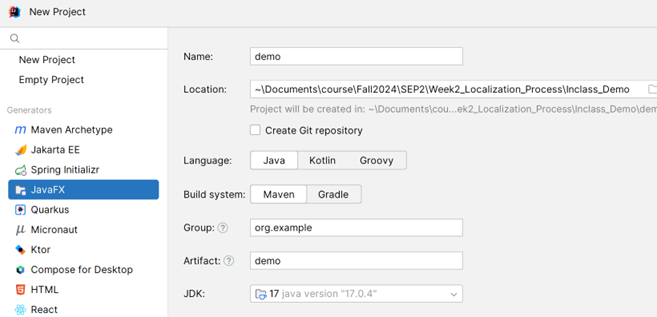 New Project
New Project
Empty Project
Generators
Maven Archetype
Jakarta EE
Spring Initializr
JavaFX
Quarkus
Micronaut
Ktor
Compose for Desktop
HTML
React
Name: demo
Location: ~\Documents\course\Fall2024\SEP2\Week2_Localization_Process\Inclass_Demo
Project will be created in: ~\Documents\cou...ek2_Localization_Process\Inclass_Demo\dem
Create Git repository
Language: Java Kotlin Groovy
Build system: Maven Gradle
Group: ? org.example
Artifact: ? demo
JDK: 17 java version "17.0.4"